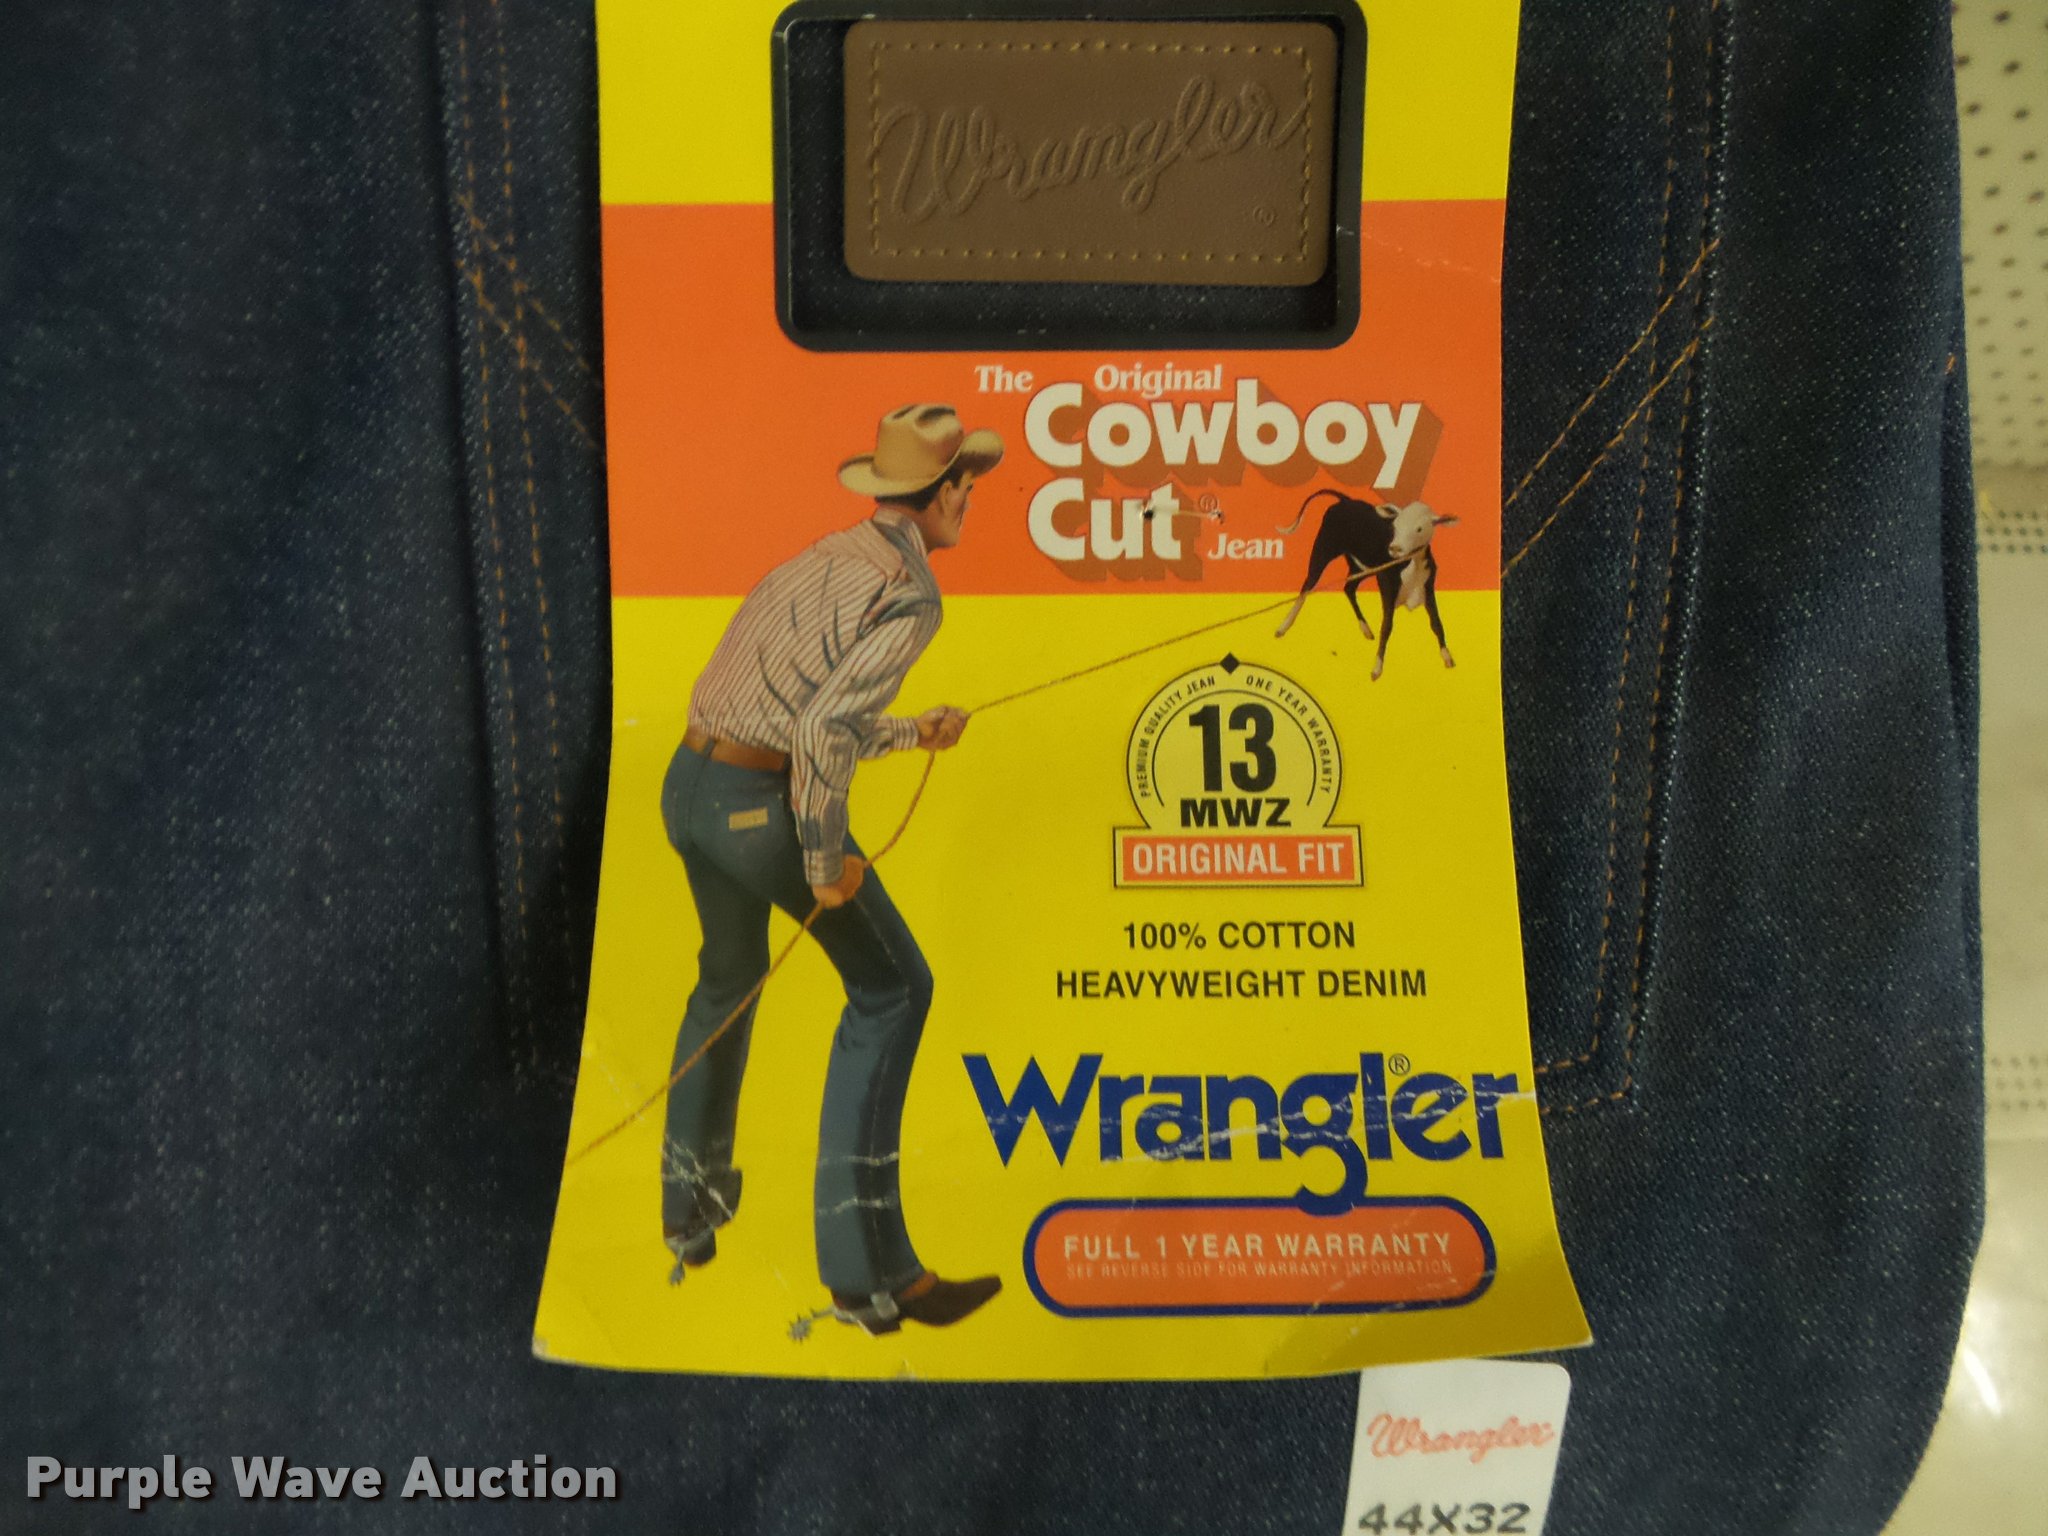 Wrangler
®
The Original
Cowboy
Cut®
Jean
PREMIUM QUALITY JEAN ◆ ONE YEAR WARRANTY
13
MWZ
ORIGINAL FIT
100% COTTON
HEAVYWEIGHT DENIM
Wrangler®
FULL 1 YEAR WARRANTY
SEE REVERSE SIDE FOR WARRANTY INFORMATION
Wrangler
44X32
Purple Wave Auction